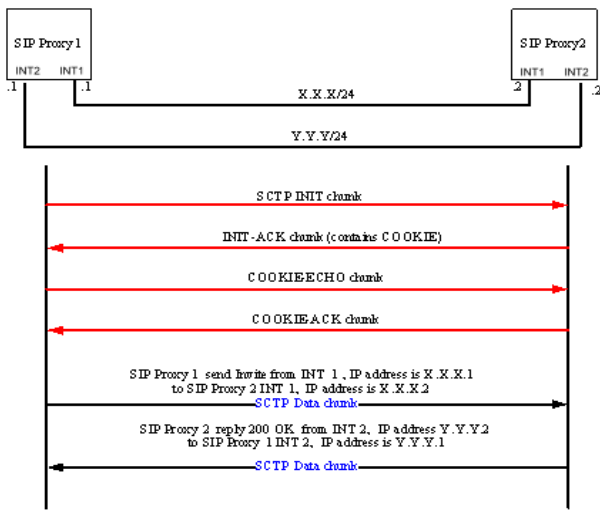 SIP Proxy 1
SIP Proxy2
INT2 INT1
INT1 INT2
.1
.1
.2
.2
X.X.X/24
Y.Y.Y/24
SCTP INIT chunk
INIT-ACK chunk (contains COOKIE)
COOKIE-ECHO chunk
COOKIE-ACK chunk
SIP Proxy 1 send Invite from INT 1 , IP address is X.X.X.1
to SIP Proxy 2 INT 1, IP address is X.X.X.2
SCTP Data chunk
SIP Proxy 2 reply 200 OK from INT 2, IP address Y.Y.Y.2
to SIP Proxy 1 INT 2, IP address is Y.Y.Y.1
SCTP Data chunk